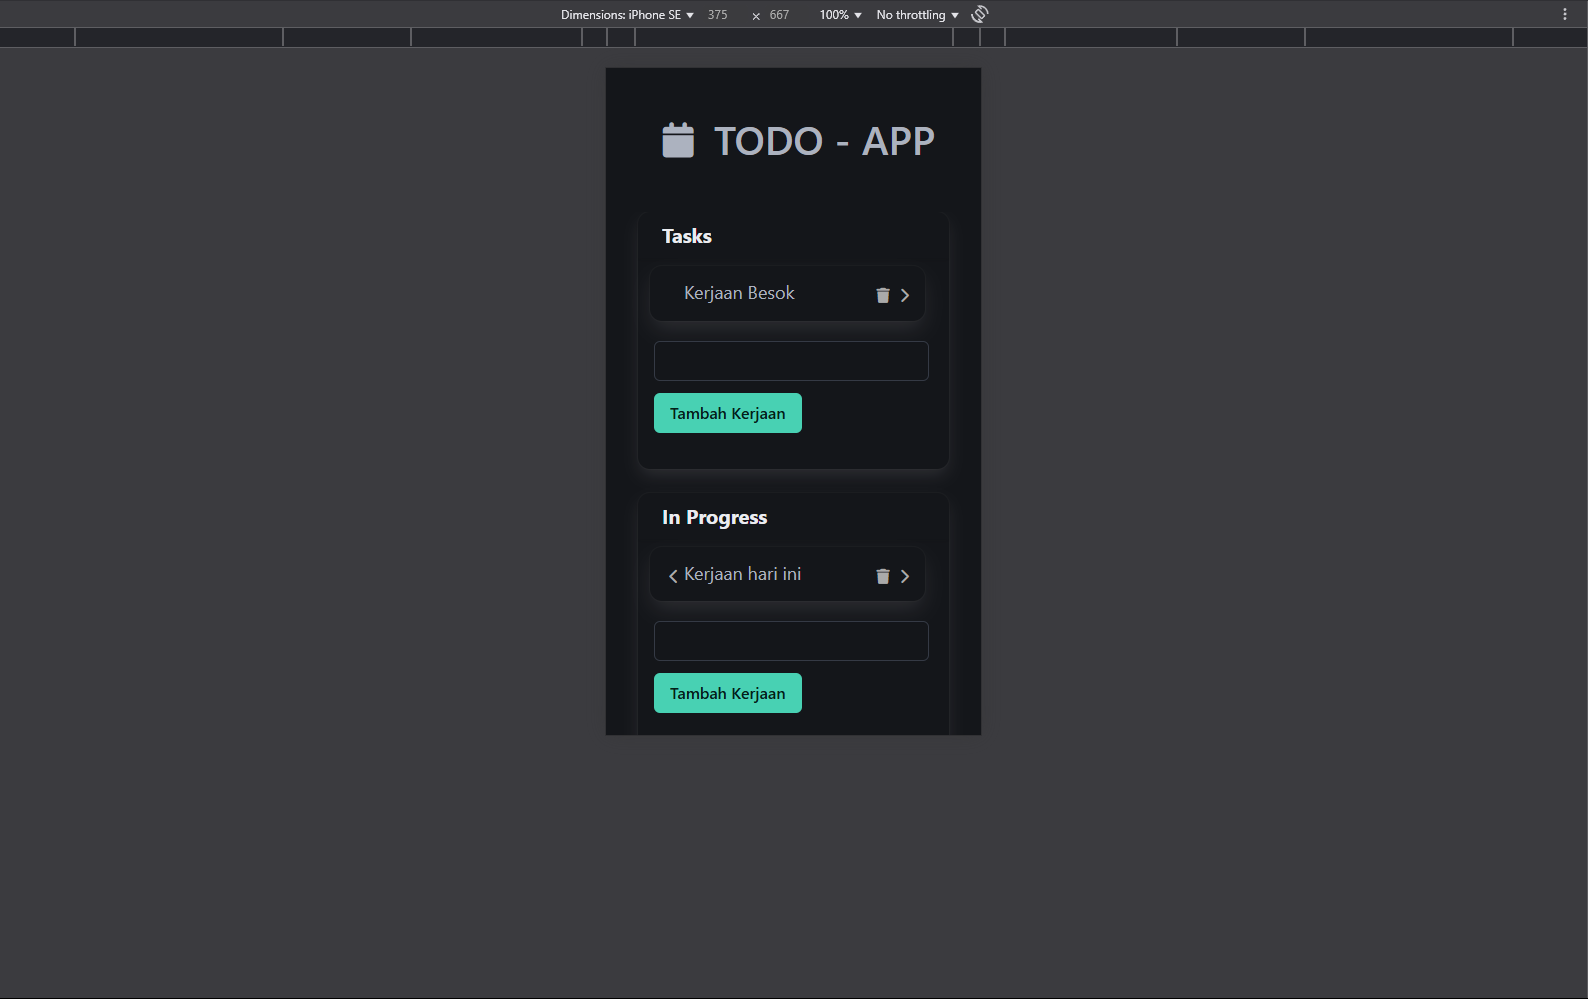 Dimensions: iPhone SE 375 × 667 100% No throttling
TODO - APP
Tasks
Kerjaan Besok
Tambah Kerjaan
In Progress
Kerjaan hari ini
Tambah Kerjaan